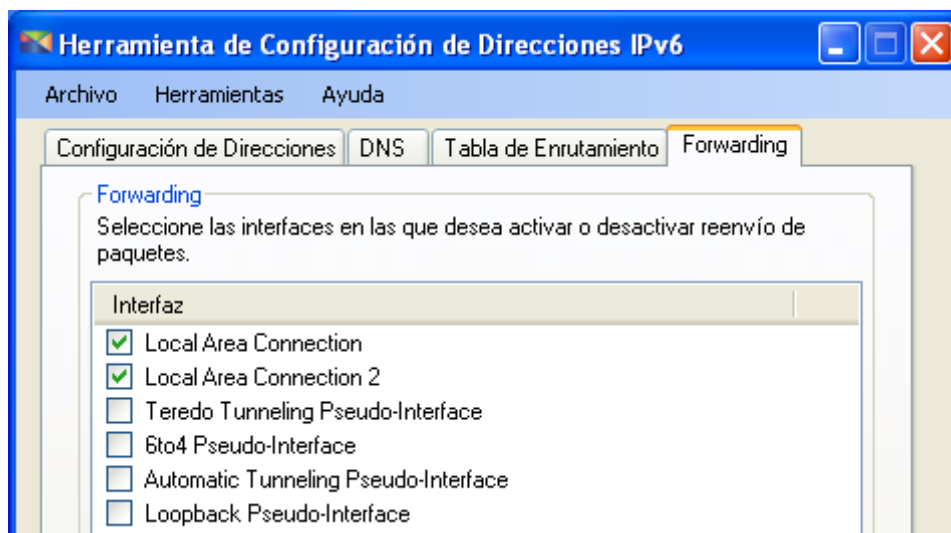 Herramienta de Configuración de Direcciones IPv6
Archivo Herramientas Ayuda
Configuración de Direcciones DNS Tabla de Enrutamiento Forwarding
Forwarding
Seleccione las interfaces en las que desea activar o desactivar reenvío de
paquetes.
Interfaz
Local Area Connection
Local Area Connection 2
Teredo Tunneling Pseudo-Interface
6to4 Pseudo-Interface
Automatic Tunneling Pseudo-Interface
Loopback Pseudo-Interface